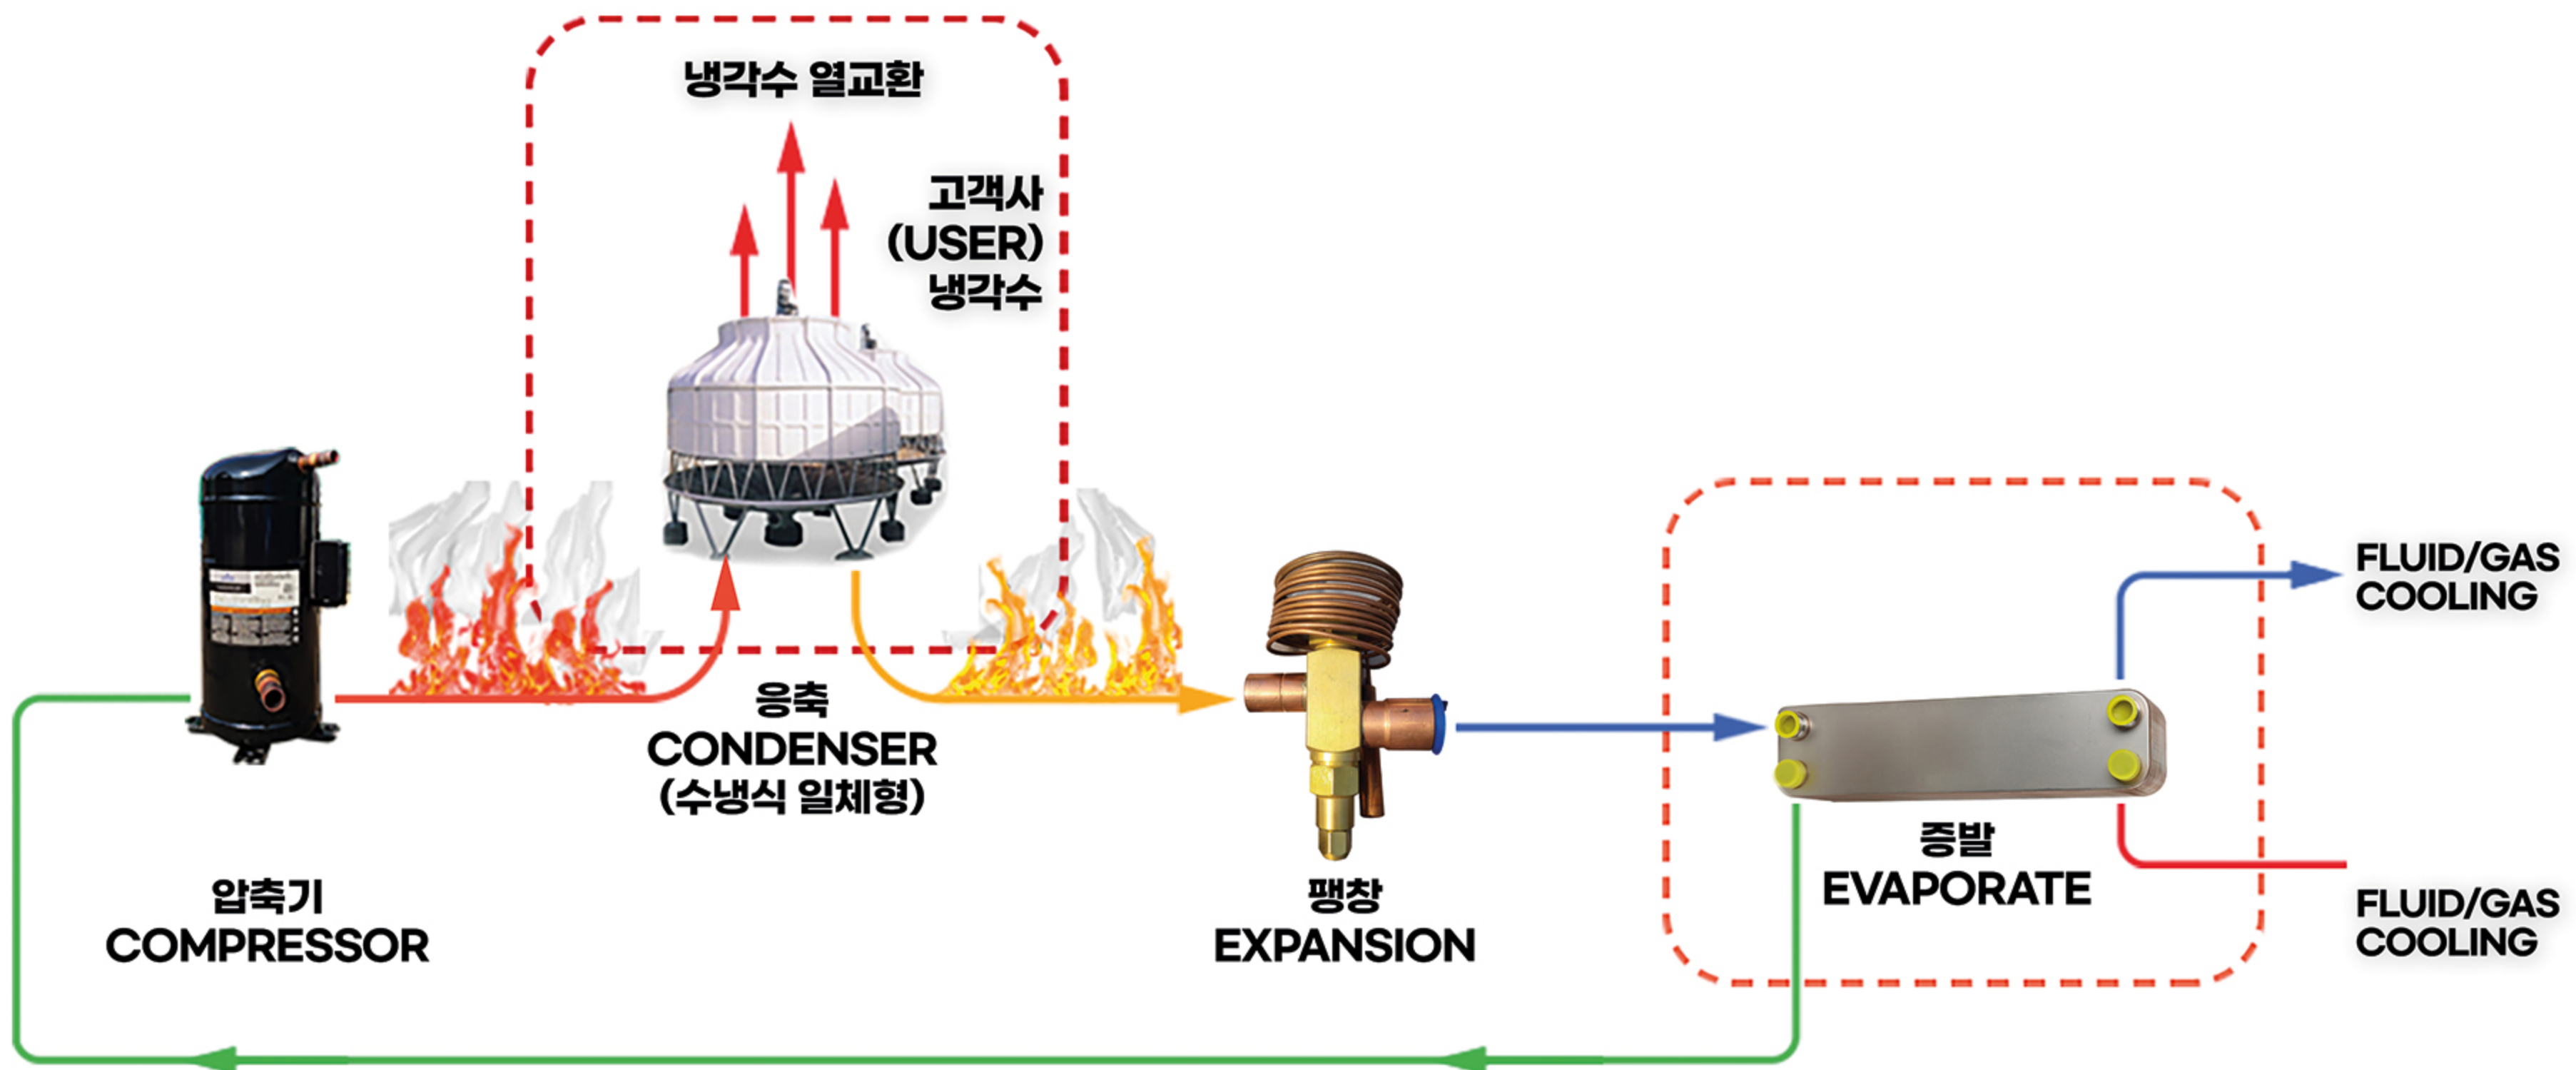 냉각수 열교환
고객사
(USER)
냉각수
응축
CONDENSER
(수냉식 일체형)
압축기
COMPRESSOR
팽창
EXPANSION
증발
EVAPORATE
FLUID/GAS
COOLING
FLUID/GAS
COOLING